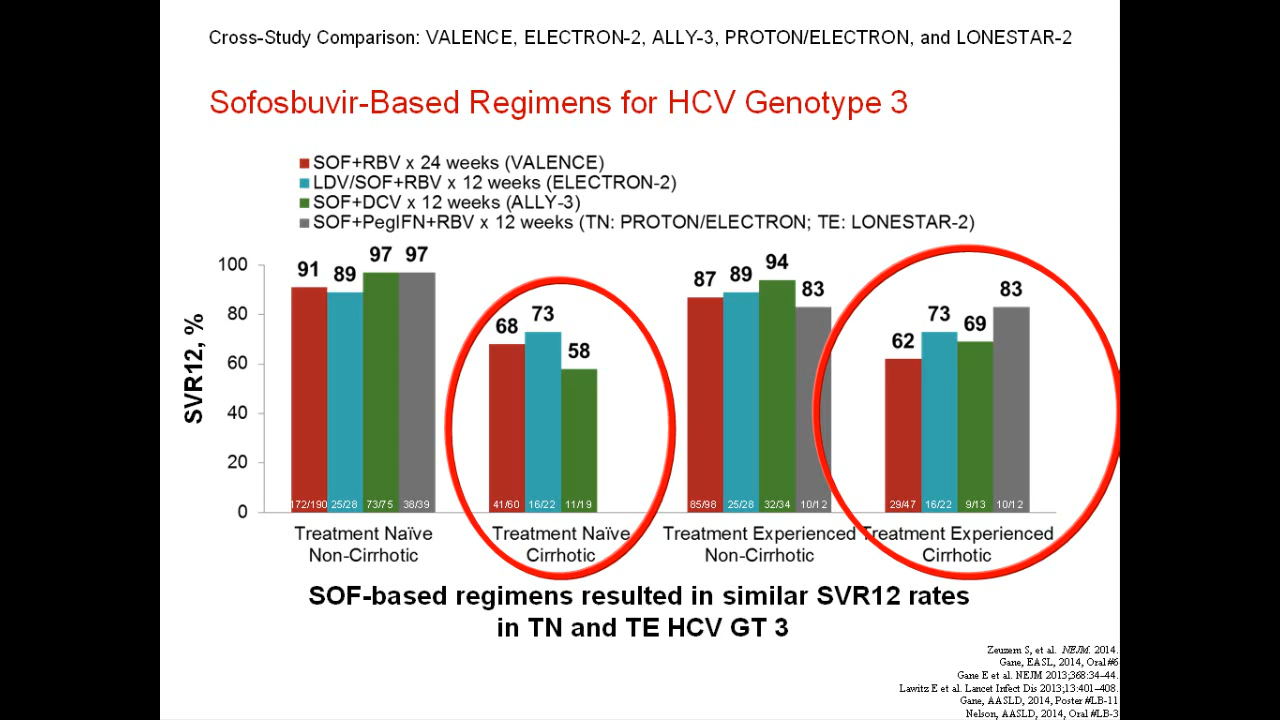 Cross-Study Comparison: VALENCE, ELECTRON-2, ALLY-3, PROTON/ELECTRON, and LONESTAR-2
Sofosbuvir-Based Regimens for HCV Genotype 3
SOF+RBV x 24 weeks (VALENCE)
LDV/SOF+RBV x 12 weeks (ELECTRON-2)
SOF+DCV x 12 weeks (ALLY-3)
SOF+PegIFN+RBV x 12 weeks (TN: PROTON/ELECTRON; TE: LONESTAR-2)
SVR12, %
100
80
60
40
20
0
91 89 97 97
68 73 58
87 89 94 83
62 73 69 83
172/190 25/28 73/75 38/39
41/60 16/22 11/19
85/98 25/28 32/34 10/12
29/47 16/22 9/13 10/12
Treatment Naïve
Non-Cirrhotic
Treatment Naïve
Cirrhotic
Treatment Experienced
Non-Cirrhotic
Treatment Experienced
Cirrhotic
SOF-based regimens resulted in similar SVR12 rates
in TN and TE HCV GT 3
Zeuzem S, et al. NEJM. 2014.
Gane, EASL, 2014, Oral #6
Gane E et al. NEJM 2013;368:34–44.
Lawitz E et al. Lancet Infect Dis 2013;13:401–408.
Gane, AASLD, 2014, Poster #LB-11
Nelson, AASLD, 2014, Oral #LB-3